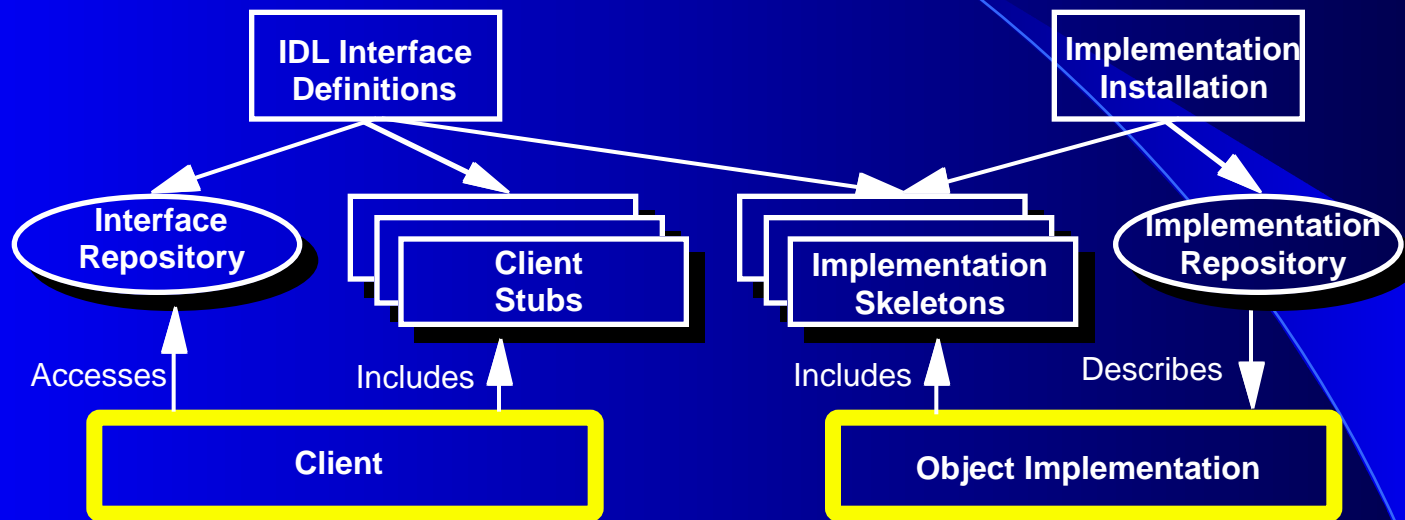 IDL Interface
Definitions
Implementation
Installation
Interface
Repository
Client
Stubs
Implementation
Skeletons
Implementation
Repository
Accesses
Includes
Includes
Describes
Client
Object Implementation